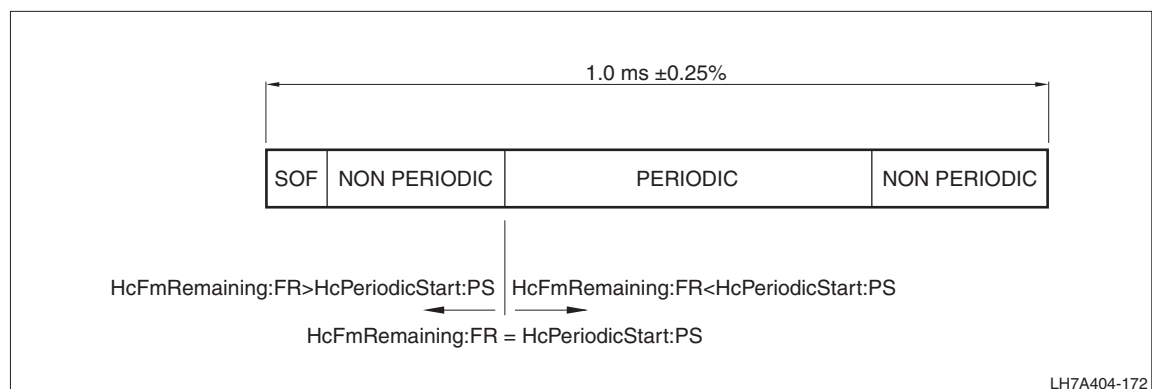 1.0 ms ±0.25%
SOF NON PERIODIC PERIODIC NON PERIODIC
HcFmRemaining:FR>HcPeriodicStart:PS HcFmRemaining:FR<HcPeriodicStart:PS
HcFmRemaining:FR = HcPeriodicStart:PS
LH7A404-172